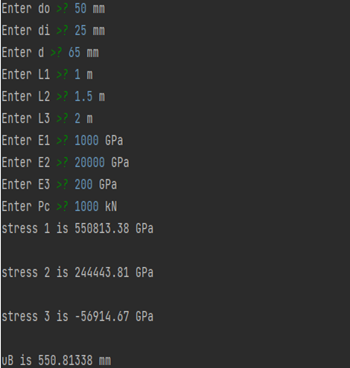 Enter do >? 50 mm
Enter di >? 25 mm
Enter d >? 65 mm
Enter L1 >? 1 m
Enter L2 >? 1.5 m
Enter L3 >? 2 m
Enter E1 >? 1000 GPa
Enter E2 >? 20000 GPa
Enter E3 >? 200 GPa
Enter Pc >? 1000 kN
stress 1 is 550813.38 GPa
stress 2 is 244443.81 GPa
stress 3 is -56914.67 GPa
uB is 550.81338 mm